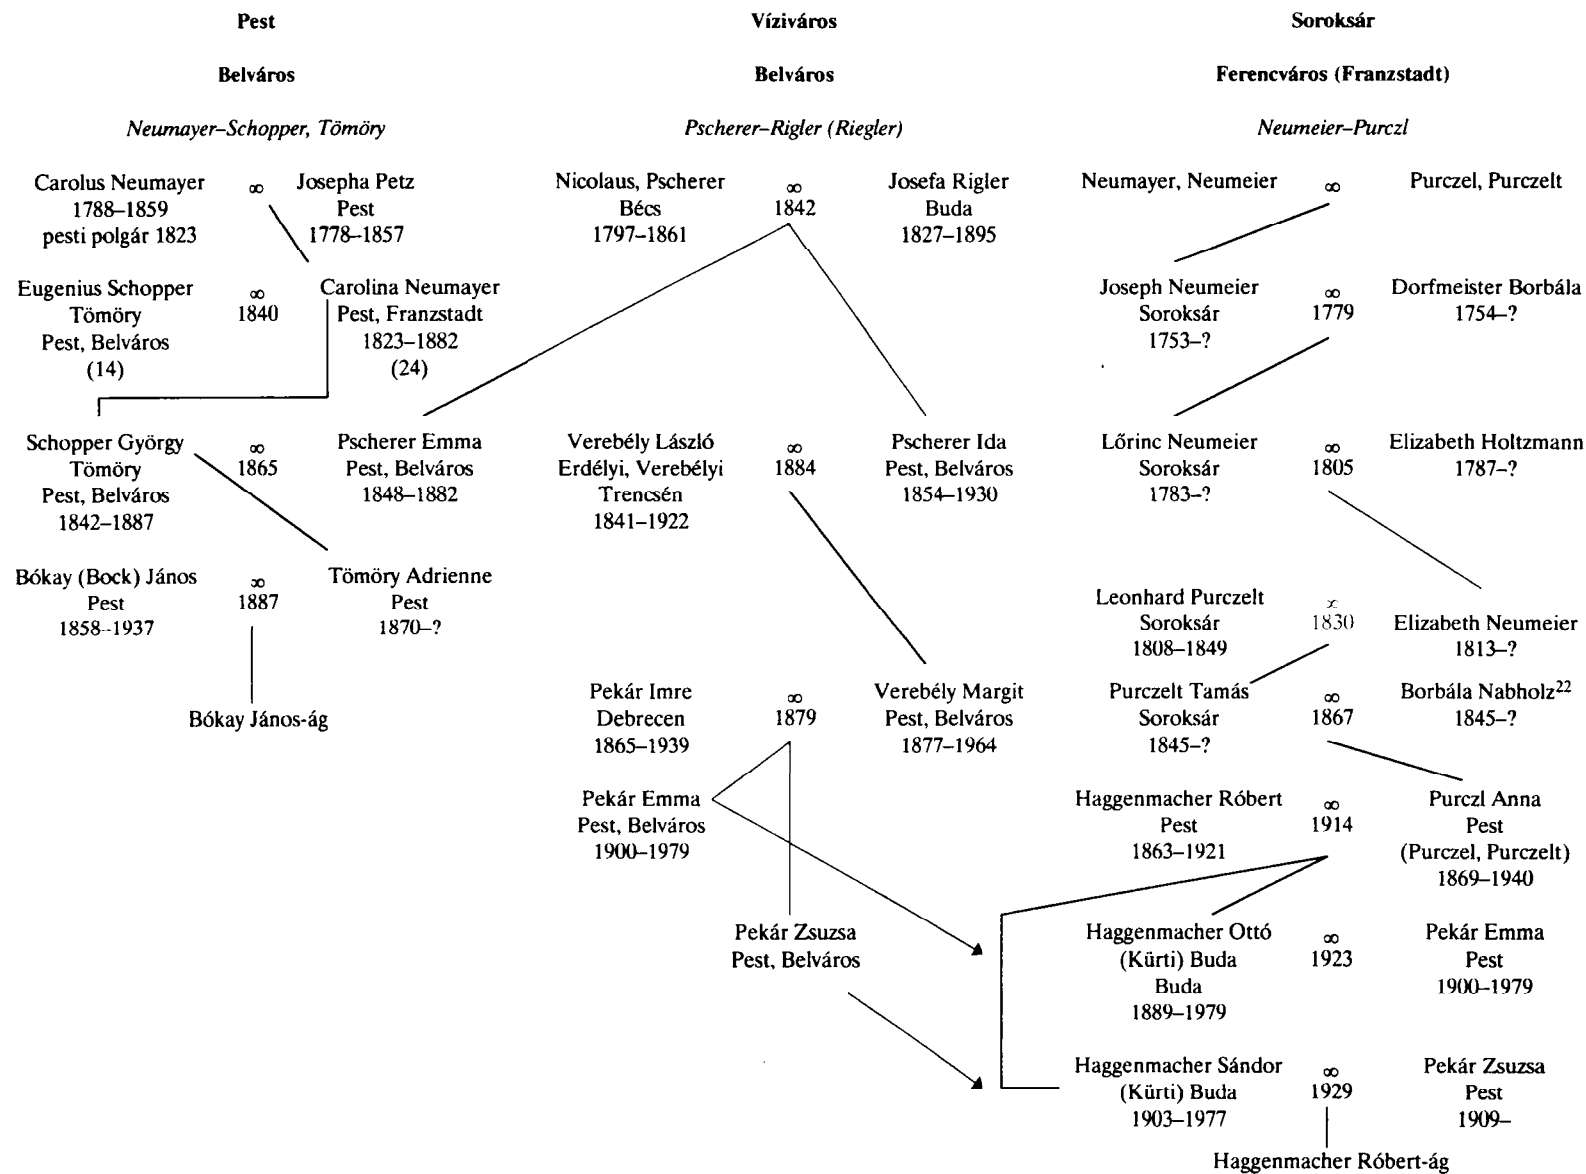 Pest
Belváros
Neumayer–Schopper, Tömöry
Carolus Neumayer
1788–1859
pesti polgár 1823
∞
Josepha Petz
Pest
1778–1857
Eugenius Schopper
Tömöry
Pest, Belváros
(14)
∞
1840
Carolina Neumayer
Pest, Franzstadt
1823–1882
(24)
Schopper György
Tömöry
Pest, Belváros
1842–1887
∞
1865
Pscherer Emma
Pest, Belváros
1848–1882
Bókay (Bock) János
Pest
1858–1937
∞
1887
Tömöry Adrienne
Pest
1870–?
Bókay János-ág
Víziváros
Belváros
Pscherer–Rigler (Riegler)
Nicolaus, Pscherer
Bécs
1797–1861
∞
1842
Josefa Rigler
Buda
1827–1895
Verebély László
Erdélyi, Verebélyi
Trencsén
1841–1922
∞
1884
Pscherer Ida
Pest, Belváros
1854–1930
Pekár Imre
Debrecen
1865–1939
∞
1879
Verebély Margit
Pest, Belváros
1877–1964
Pekár Emma
Pest, Belváros
1900–1979
Pekár Zsuzsa
Pest, Belváros
Soroksár
Ferencváros (Franzstadt)
Neumeier–Purczl
Neumayer, Neumeier
∞
Purczel, Purczelt
Joseph Neumeier
Soroksár
1753–?
∞
1779
Dorfmeister Borbála
1754–?
Lőrinc Neumeier
Soroksár
1783–?
∞
1805
Elizabeth Holtzmann
1787–?
Leonhard Purczelt
Soroksár
1808–1849
∞
1830
Elizabeth Neumeier
1813–?
Purczelt Tamás
Soroksár
1845–?
∞
1867
Borbála Nabholz22
1845–?
Haggenmacher Róbert
Pest
1863–1921
∞
1914
Purczl Anna
Pest
(Purczel, Purczelt)
1869–1940
Haggenmacher Ottó
(Kürti) Buda
Buda
1889–1979
∞
1923
Pekár Emma
Pest
1900–1979
Haggenmacher Sándor
(Kürti) Buda
1903–1977
∞
1929
Pekár Zsuzsa
Pest
1909–
Haggenmacher Róbert-ág